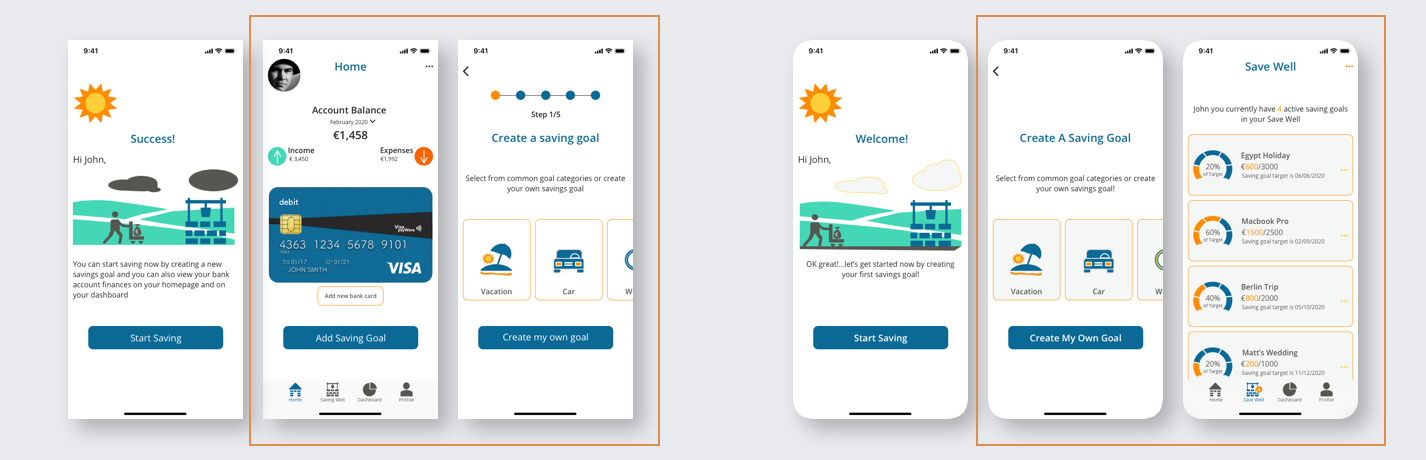 9:41
Success!
Hi John,
You can start saving now by creating a new
savings goal and you can also view your bank
account finances on your homepage and on
your dashboard
Start Saving
9:41
Home
Account Balance
February 2020
€1,458
Income
€ 3,450
Expenses
€1,992
debit
Visa
payWave
4363 1234 5678 9101
01/17
01/21
JOHN SMITH
VISA
Add new bank card
Add Saving Goal
Home
Saving Well
Dashboard
Profile
9:41
Step 1/5
Create a saving goal
Select from common goal categories or create
your own savings goal
Vacation
Car
W
Create my own goal
9:41
Welcome!
Hi John,
OK great!...let's get started now by creating
your first savings goal!
Start Saving
9:41
Create A Saving Goal
Select from common goal categories or create
your own savings goal!
Vacation
Car
W
Create My Own Goal
9:41
Save Well
John you currently have 4 active saving goals
in your Save Well
20%
of Target
Egypt Holiday
€600/3000
Saving goal target is 06/06/2020
60%
of Target
Macbook Pro
€1500/2500
Saving goal target is 02/09/2020
40%
of Target
Berlin Trip
€800/2000
Saving goal target is 05/10/2020
20%
of Target
Matt's Wedding
€200/1000
Saving goal target is 11/12/2020
Home
Save Well
Dashboard
Profile